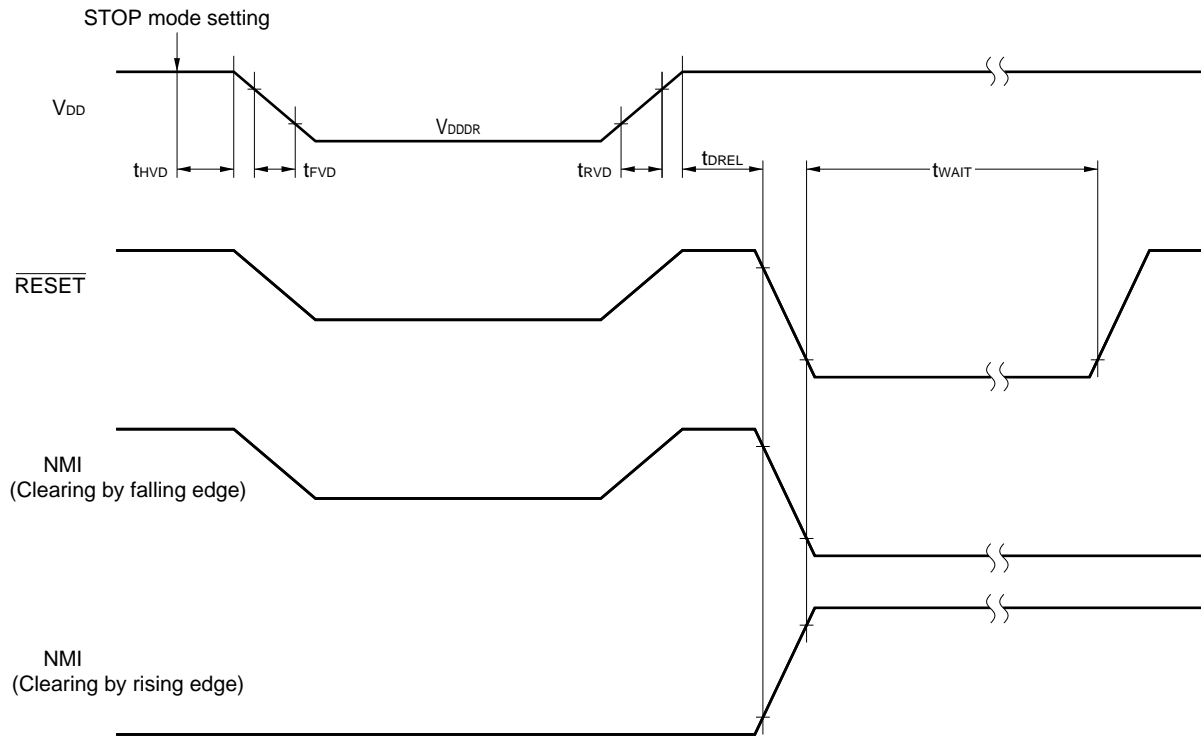 STOP mode setting
VDD
VDDDR
tHVD
tFVD
tRVD
tDREL
tWAIT
RESET
NMI
(Clearing by falling edge)
NMI
(Clearing by rising edge)